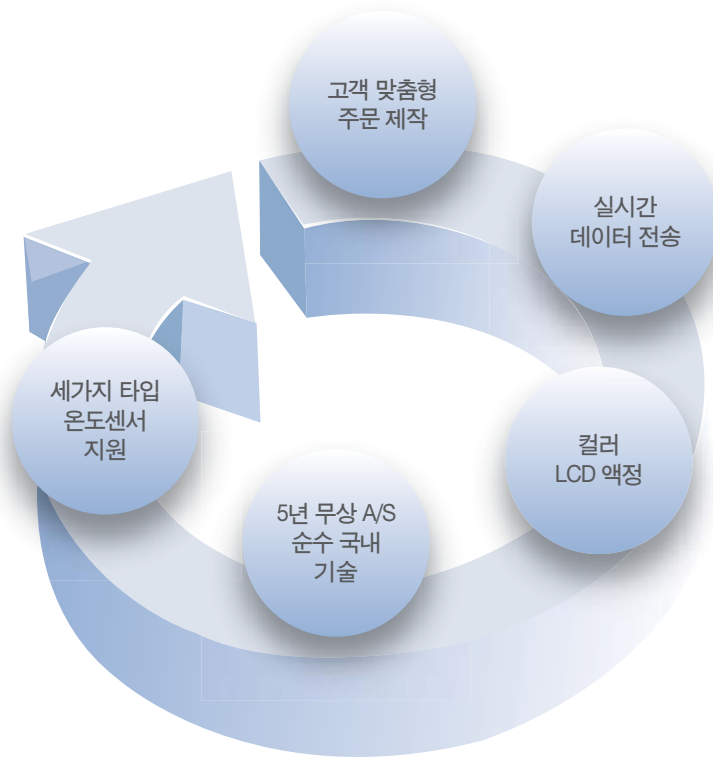 고객 맞춤형
주문 제작
실시간
데이터 전송
컬러
LCD 액정
5년 무상 A/S
순수 국내
기술
세가지 타입
온도센서
지원